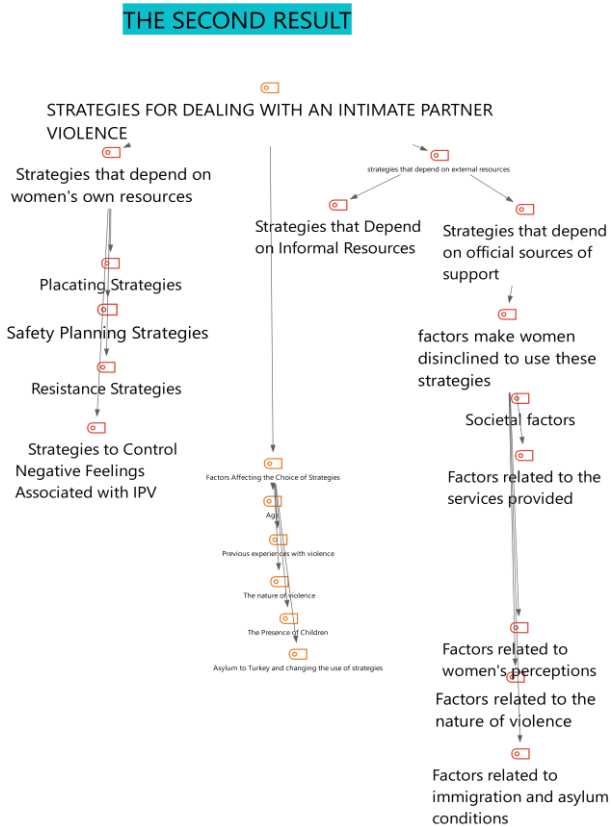 THE SECOND RESULT
STRATEGIES FOR DEALING WITH AN INTIMATE PARTNER
VIOLENCE
Strategies that depend on
women's own resources
Placating Strategies
Safety Planning Strategies
Resistance Strategies
Strategies to Control
Negative Feelings
Associated with IPV
Factors Affecting the Choice of Strategies
Age
Previous experiences with violence
The nature of violence
The Presence of Children
Asylum to Turkey and changing the use of strategies
strategies that depend on external resources
Strategies that Depend
on Informal Resources
Strategies that depend
on official sources of
support
factors make women
disinclined to use these
strategies
Societal factors
Factors related to the
services provided
Factors related to
women's perceptions
Factors related to the
nature of violence
Factors related to
immigration and asylum
conditions